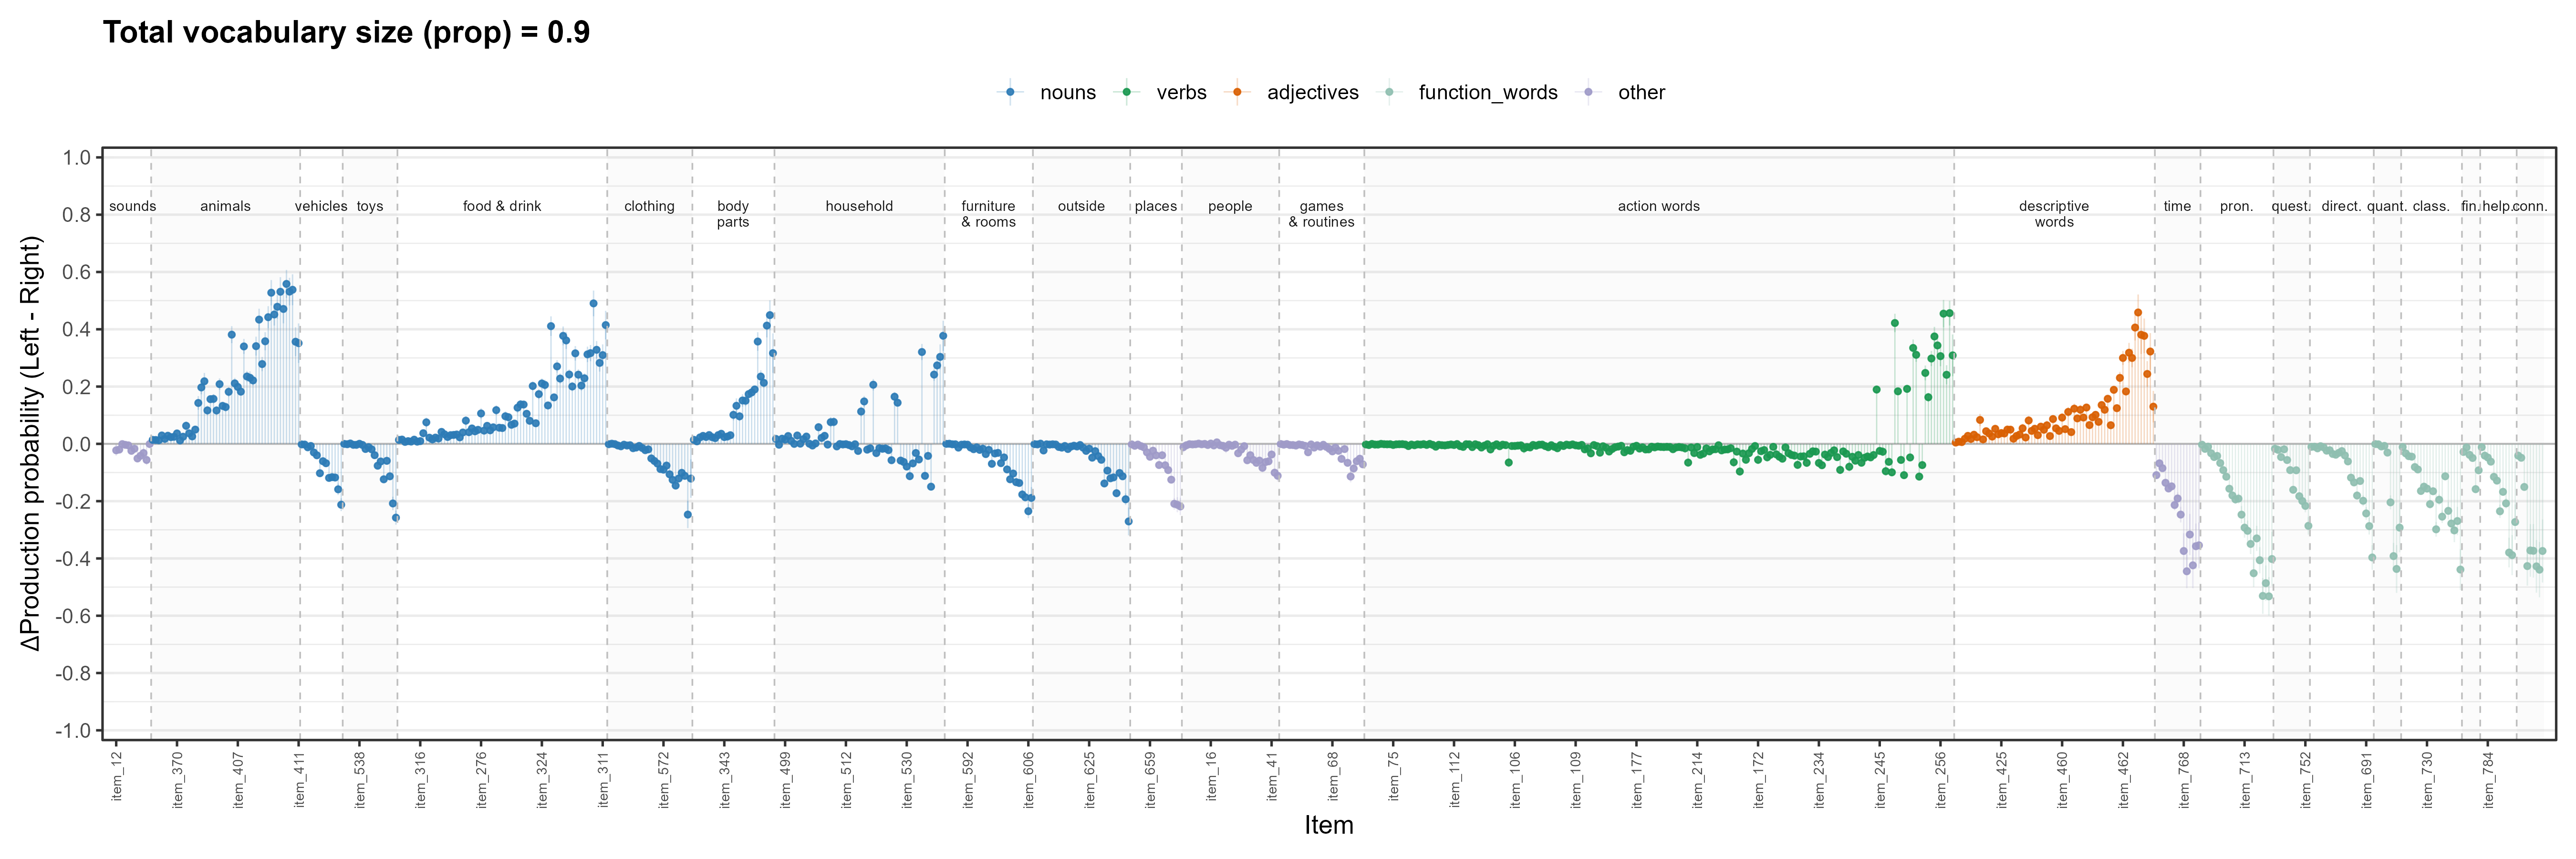 Total vocabulary size (prop) = 0.9
nouns verbs adjectives function_words other
ΔProduction probability (Left - Right)
1.0
0.8
0.6
0.4
0.2
0.0
-0.2
-0.4
-0.6
-0.8
-1.0
sounds animals vehicles toys food & drink clothing body parts household furniture & rooms outside places people games & routines action words descriptive words time pron. quest. direct. quant. class. fin. help. conn.
item_12 item_370 item_407 item_411 item_538 item_316 item_276 item_324 item_311 item_572 item_343 item_499 item_512 item_530 item_592 item_606 item_625 item_659 item_16 item_41 item_68 item_75 item_112 item_106 item_109 item_177 item_214 item_172 item_234 item_245 item_256 item_425 item_460 item_462 item_768 item_713 item_752 item_691 item_730 item_784
Item